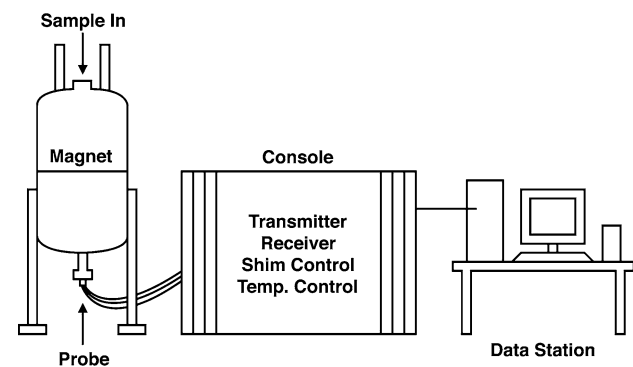 Sample In
Magnet
Console
Transmitter
Receiver
Shim Control
Temp. Control
Probe
Data Station